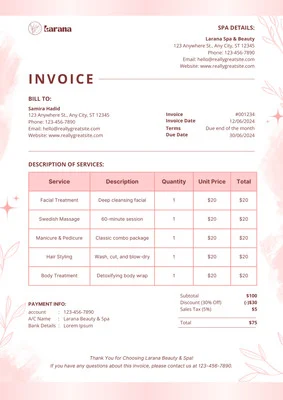 Larana
SPA DETAILS:
Larana Spa & Beauty
123 Anywhere St., Any City, ST 12345
Phone: 123-456-7890
Email: hello@reallygreatsite.com
Website: www.reallygreatsite.com
INVOICE
BILL TO:
Samira Hadid
123 Anywhere St., Any City, ST 12345
Phone: 123-456-7890
Email: hello@reallygreatsite.com
Website: www.reallygreatsite.com
Invoice #001234
Invoice Date 12/06/2024
Terms Due end of the month
Due Date 30/06/2024
DESCRIPTION OF SERVICES:
Service Description Quantity Unit Price Total
Facial Treatment Deep cleansing facial 1 $20 $20
Swedish Massage 60-minute session 1 $20 $20
Manicure & Pedicure Classic combo package 1 $20 $20
Hair Styling Wash, cut, and blow-dry 1 $20 $20
Body Treatment Detoxifying body wrap 1 $20 $20
PAYMENT INFO:
account : 123-456-7890
A/C Name : Larana Beauty & Spa
Bank Details : Lorem Ipsum
Subtotal $100
Discount (30% Off) (-)$30
Sales Tax (5%) $5
Total $75
Thank You for Choosing Larana Beauty & Spa!
If you have any questions about this invoice, please contact us at 123-456-7890.